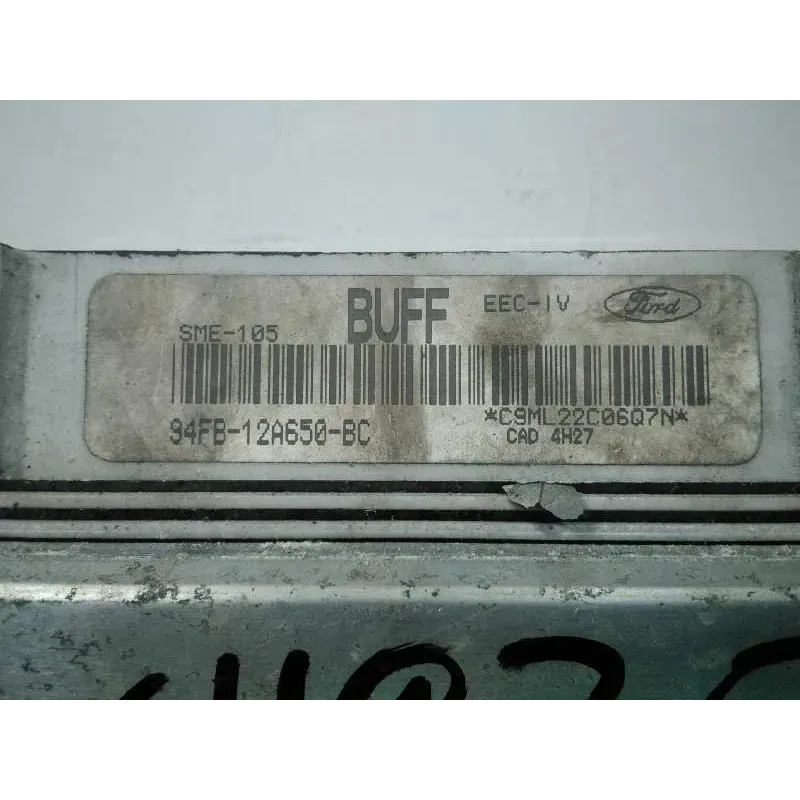 BUFF EEC-IV Ford
SME-105
*C9ML22C06Q7N*
94FB-12A650-BC CAD 4H27